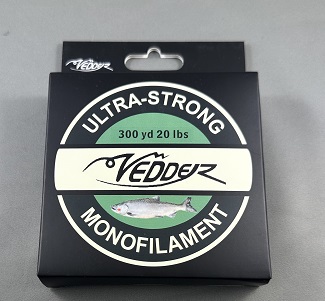 VEDDER
ULTRA-STRONG
300 yd 20 lbs
VEDDER
MONOFILAMENT